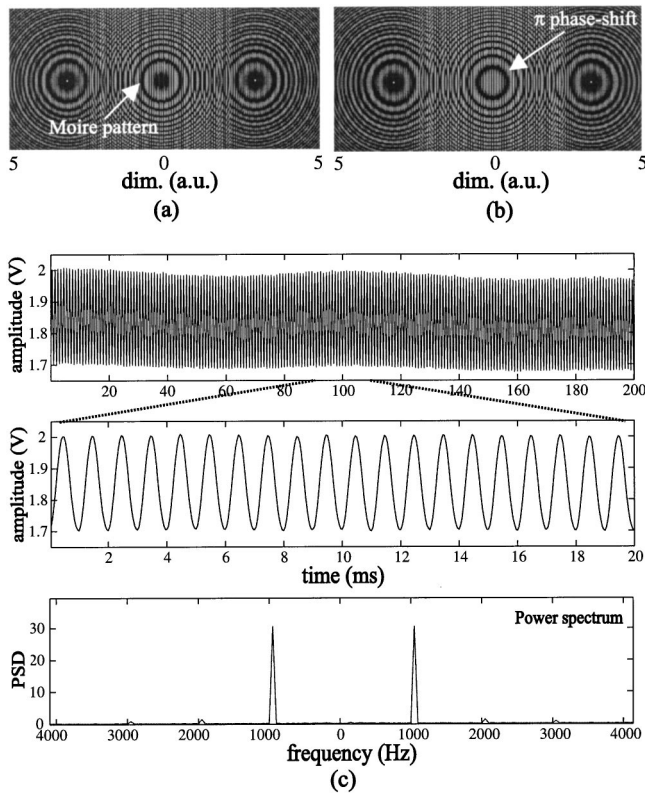 π phase-shift
Moire pattern
5 0 5
dim. (a.u.)
(a)
5 0 5
dim. (a.u.)
(b)
amplitude (V)
2
1.9
1.8
1.7
20 40 60 80 100 120 140 160 180 200
amplitude (V)
2
1.9
1.8
1.7
2 4 6 8 10 12 14 16 18 20
time (ms)
Power spectrum
PSD
30
20
10
0
4000 3000 2000 1000 0 1000 2000 3000 4000
frequency (Hz)
(c)